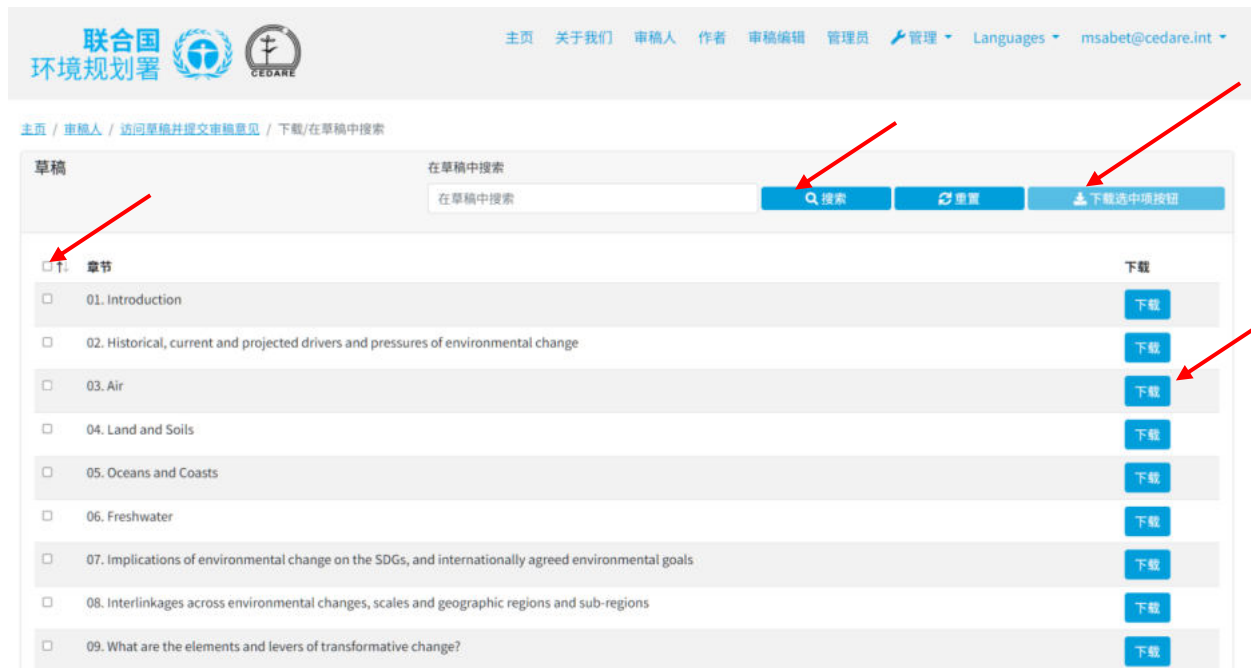 联合国
环境规划署
CEDARE
主页 关于我们 审稿人 作者 审稿编辑 管理员 管理 Languages msabet@cedare.int
主页 / 审稿人 / 访问草稿并提交审稿意见 / 下载/在草稿中搜索
草稿
在草稿中搜索
在草稿中搜索 搜索 重置 下载选中项按钮
章节 下载
01. Introduction 下载
02. Historical, current and projected drivers and pressures of environmental change 下载
03. Air 下载
04. Land and Soils 下载
05. Oceans and Coasts 下载
06. Freshwater 下载
07. Implications of environmental change on the SDGs, and internationally agreed environmental goals 下载
08. Interlinkages across environmental changes, scales and geographic regions and sub-regions 下载
09. What are the elements and levers of transformative change? 下载